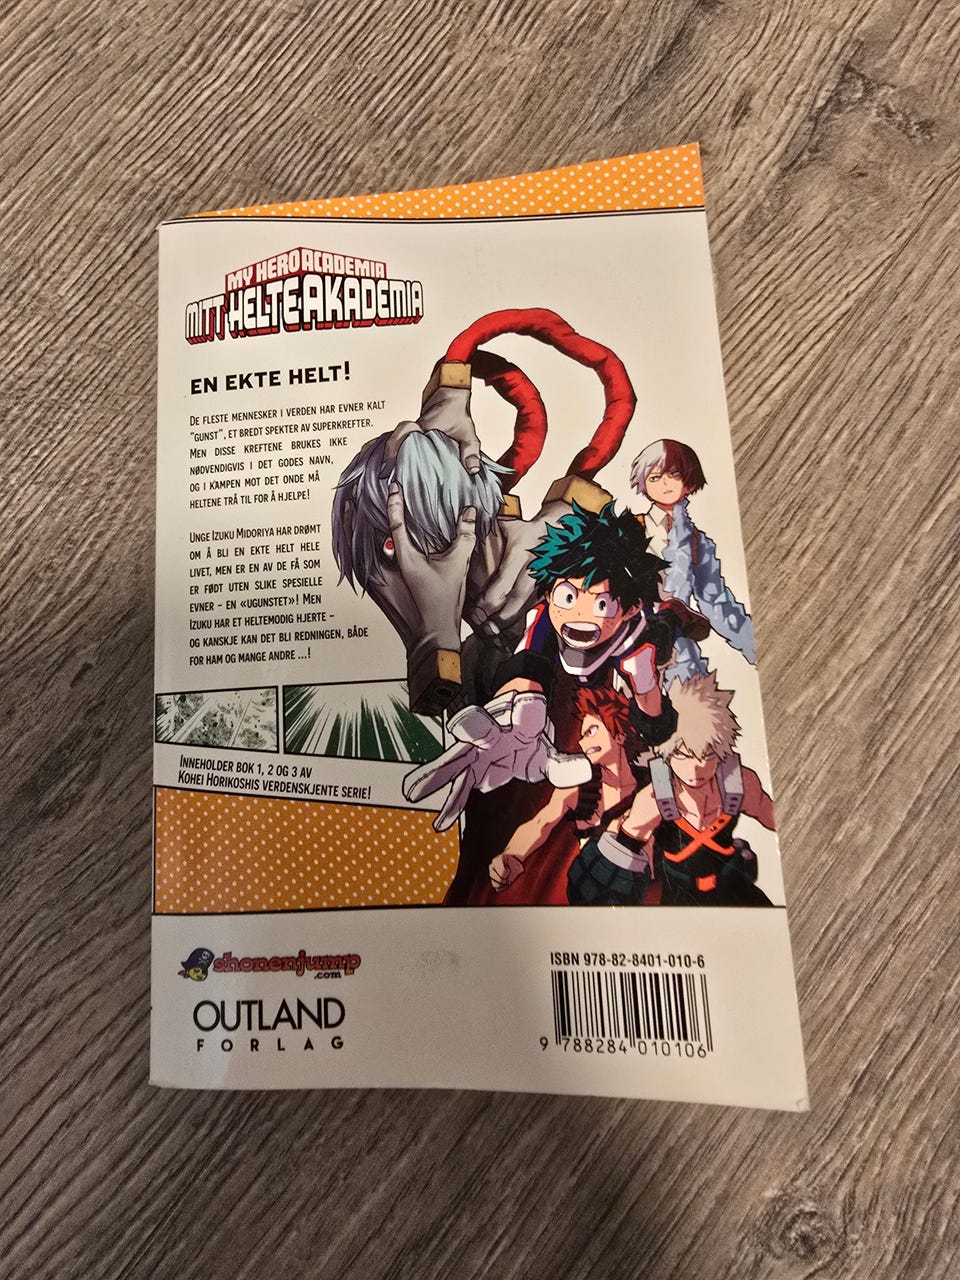 MY HERO ACADEMIA
MITT HELTE-AKADEMIA
EN EKTE HELT!
DE FLESTE MENNESKER I VERDEN HAR EVNER KALT
"GUNST", ET BREDT SPEKTER AV SUPERKREFTER.
MEN DISSE KREFTENE BRUKES IKKE
NØDVENDIGVIS I DET GODES NAVN,
OG I KAMPEN MOT DET ONDE MÅ
HELTENE TRÅ TIL FOR Å HJELPE!
UNGE IZUKU MIDORIYA HAR DRØMT
OM Å BLI EN EKTE HELT HELE
LIVET, MEN ER EN AV DE FÅ SOM
ER FØDT UTEN SLIKE SPESIELLE
EVNER – EN «UGUNSTET»! MEN
IZUKU HAR ET HELTEMODIG HJERTE –
OG KANSKJE KAN DET BLI REDNINGEN, BÅDE
FOR HAM OG MANGE ANDRE ...!
INNEHOLDER BOK 1, 2 OG 3 AV
KOHEI HORIKOSHIS VERDENSKJENTE SERIE!
shonenjump
.com
OUTLAND
FORLAG
ISBN 978-82-8401-010-6
9 788284 010106